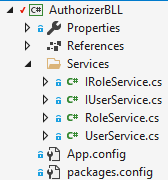 C# AuthorizerBLL
Properties
References
Services
C# IRoleService.cs
C# IUserService.cs
C# RoleService.cs
C# UserService.cs
App.config
packages.config